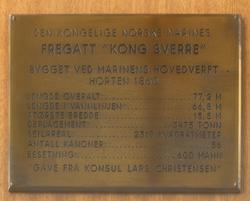 DEN KONGELIGE NORSKE MARINES
FREGATT "KONG SVERRE"
BYGGET VED MARINENS HOVEDVERFT
HORTEN 1860
LENGDE OVERALT: 77,2 M
LENGDE I VANNLINJEN: 66,8 M
STØRSTE BREDDE: 15,5 M
DEPLACEMENT: 3475 TONN
SEILAREAL: 2310 KVADRATMETER
ANTALL KANONER: 56
BESETNING: 600 MANN
"GAVE FRA KONSUL LARS CHRISTENSEN"